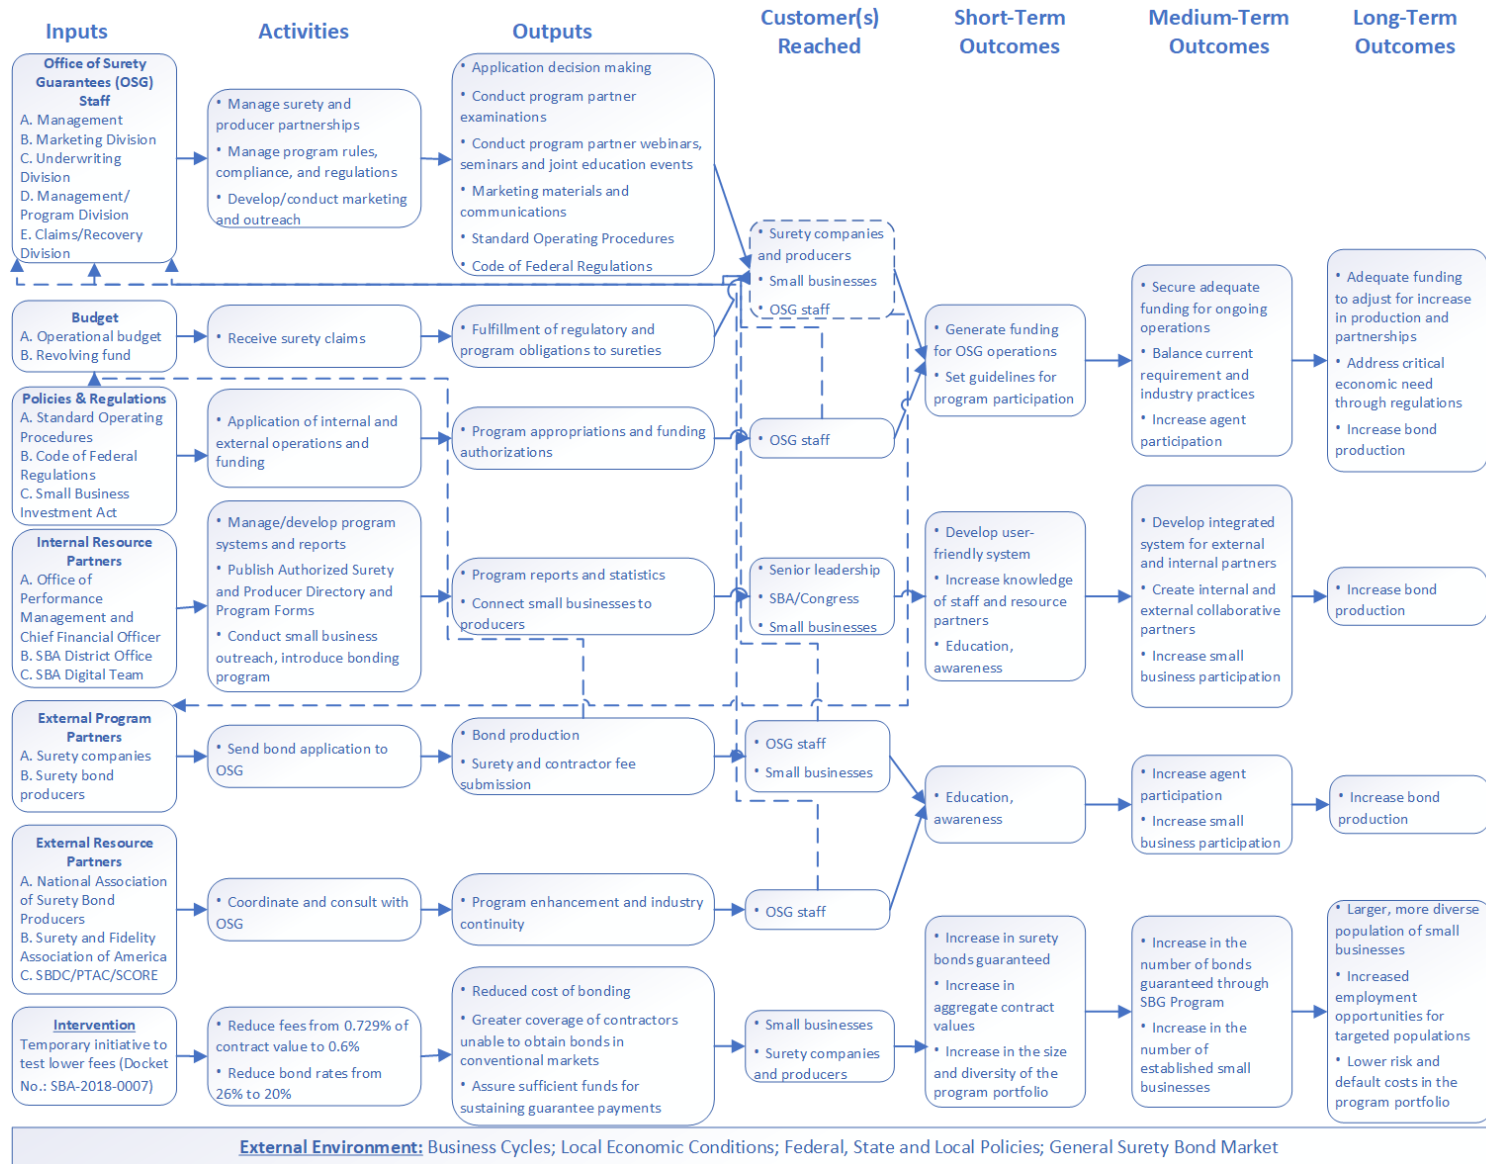 Inputs
Activities
Outputs
Customer(s)
Reached
Short-Term
Outcomes
Medium-Term
Outcomes
Long-Term
Outcomes
Office of Surety
Guarantees (OSG)
Staff
A. Management
B. Marketing Division
C. Underwriting
Division
D. Management/
Program Division
E. Claims/Recovery
Division
• Manage surety and
producer partnerships
• Manage program rules,
compliance, and regulations
• Develop/conduct marketing
and outreach
• Application decision making
• Conduct program partner
examinations
• Conduct program partner webinars,
seminars and joint education events
• Marketing materials and
communications
• Standard Operating Procedures
• Code of Federal Regulations
• Surety companies
and producers
• Small businesses
• OSG staff
Budget
A. Operational budget
B. Revolving fund
• Receive surety claims
• Fulfillment of regulatory and
program obligations to sureties
• Generate funding
for OSG operations
• Set guidelines for
program participation
• Secure adequate
funding for ongoing
operations
• Balance current
requirement and
industry practices
• Increase agent
participation
• Adequate funding
to adjust for increase
in production and
partnerships
• Address critical
economic need
through regulations
• Increase bond
production
Policies & Regulations
A. Standard Operating
Procedures
B. Code of Federal
Regulations
C. Small Business
Investment Act
• Application of internal and
external operations and
funding
• Program appropriations and funding
authorizations
• OSG staff
Internal Resource
Partners
A. Office of
Performance
Management and
Chief Financial Officer
B. SBA District Office
C. SBA Digital Team
• Manage/develop program
systems and reports
• Publish Authorized Surety
and Producer Directory and
Program Forms
• Conduct small business
outreach, introduce bonding
program
• Program reports and statistics
• Connect small businesses to
producers
• Senior leadership
• SBA/Congress
• Small businesses
• Develop user-
friendly system
• Increase knowledge
of staff and resource
partners
• Education,
awareness
• Develop integrated
system for external
and internal partners
• Create internal and
external collaborative
partners
• Increase small
business participation
• Increase bond
production
External Program
Partners
A. Surety companies
B. Surety bond
producers
• Send bond application to
OSG
• Bond production
• Surety and contractor fee
submission
• OSG staff
• Small businesses
• Education,
awareness
• Increase agent
participation
• Increase small
business participation
• Increase bond
production
External Resource
Partners
A. National Association
of Surety Bond
Producers
B. Surety and Fidelity
Association of America
C. SBDC/PTAC/SCORE
• Coordinate and consult with
OSG
• Program enhancement and industry
continuity
• OSG staff
Intervention
Temporary initiative to
test lower fees (Docket
No.: SBA-2018-0007)
• Reduce fees from 0.729% of
contract value to 0.6%
• Reduce bond rates from
26% to 20%
• Reduced cost of bonding
• Greater coverage of contractors
unable to obtain bonds in
conventional markets
• Assure sufficient funds for
sustaining guarantee payments
• Small businesses
• Surety companies
and producers
• Increase in surety
bonds guaranteed
• Increase in
aggregate contract
values
• Increase in the size
and diversity of the
program portfolio
• Increase in the
number of bonds
guaranteed through
SBG Program
• Increase in the
number of
established small
businesses
• Larger, more diverse
population of small
businesses
• Increased
employment
opportunities for
targeted populations
• Lower risk and
default costs in the
program portfolio
External Environment: Business Cycles; Local Economic Conditions; Federal, State and Local Policies; General Surety Bond Market